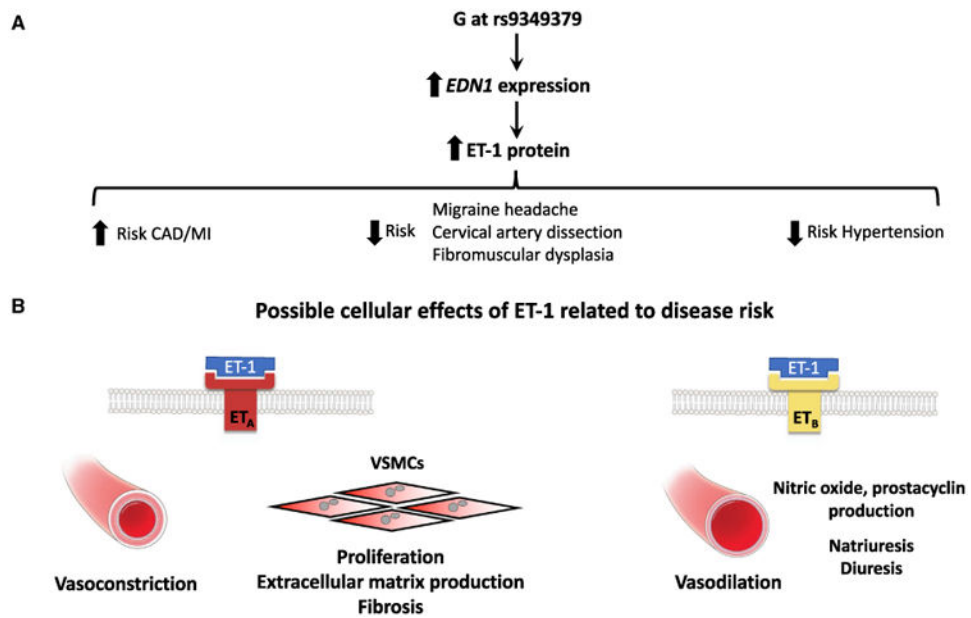 A
G at rs9349379
EDN1 expression
ET-1 protein
Risk CAD/MI
Risk
Migraine headache
Cervical artery dissection
Fibromuscular dysplasia
Risk Hypertension
B
Possible cellular effects of ET-1 related to disease risk
ET-1
ETA
ET-1
ETB
VSMCs
Vasoconstriction
Proliferation
Extracellular matrix production
Fibrosis
Vasodilation
Nitric oxide, prostacyclin
production
Natriuresis
Diuresis